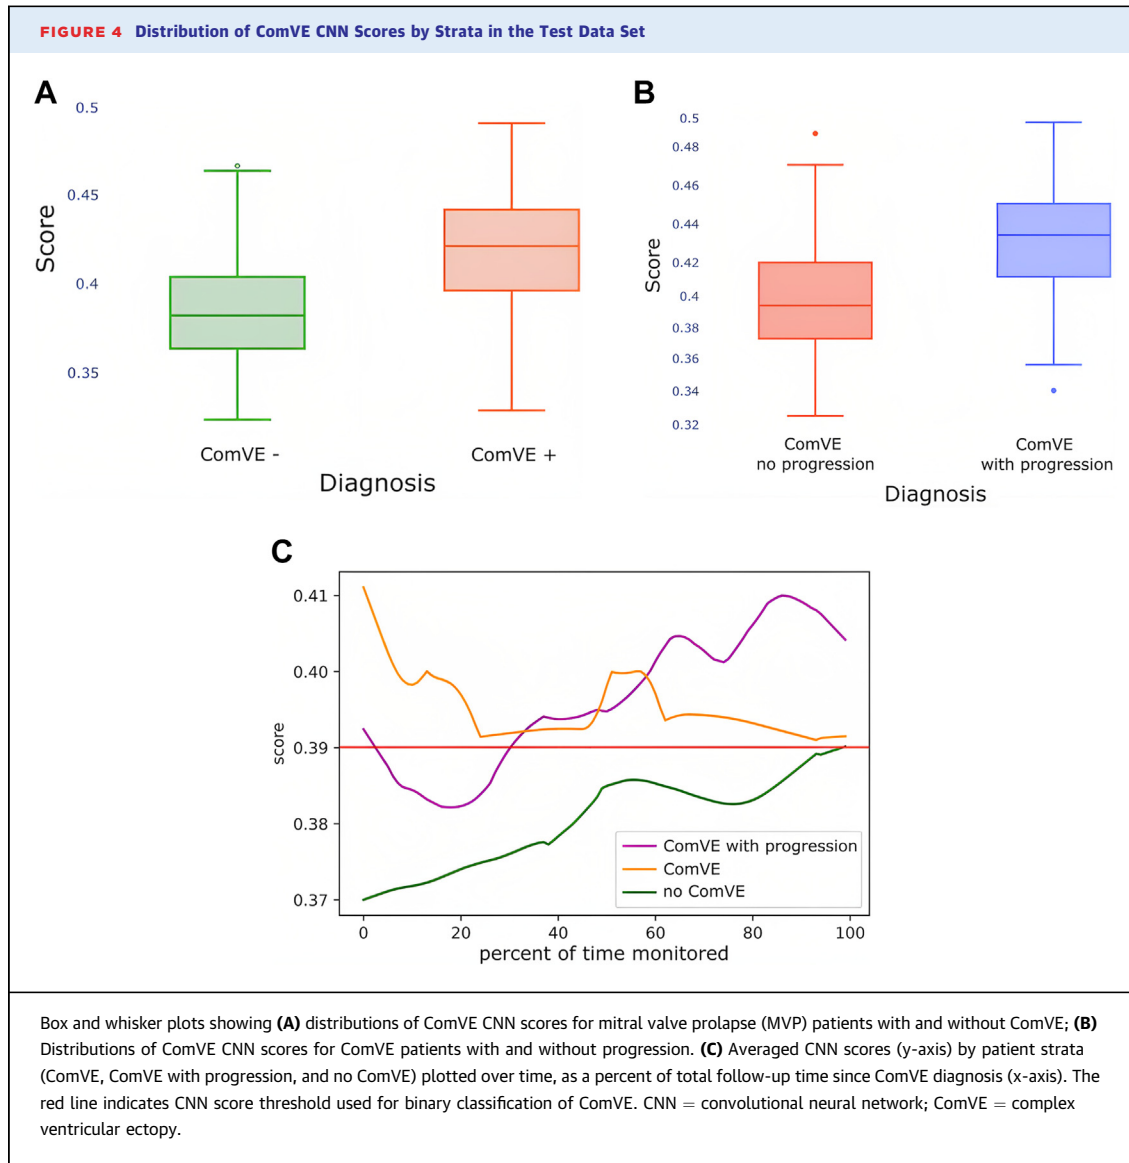 FIGURE 4 Distribution of ComVE CNN Scores by Strata in the Test Data Set
A
0.5
0.45
0.4
0.35
Score
ComVE -
ComVE +
Diagnosis
B
0.5
0.48
0.46
0.44
0.42
0.4
0.38
0.36
0.34
0.32
Score
ComVE
no progression
ComVE
with progression
Diagnosis
C
0.41
0.40
0.39
0.38
0.37
score
ComVE with progression
ComVE
no ComVE
0 20 40 60 80 100
percent of time monitored
Box and whisker plots showing (A) distributions of ComVE CNN scores for mitral valve prolapse (MVP) patients with and without ComVE; (B)
Distributions of ComVE CNN scores for ComVE patients with and without progression. (C) Averaged CNN scores (y-axis) by patient strata
(ComVE, ComVE with progression, and no ComVE) plotted over time, as a percent of total follow-up time since ComVE diagnosis (x-axis). The
red line indicates CNN score threshold used for binary classification of ComVE. CNN = convolutional neural network; ComVE = complex
ventricular ectopy.